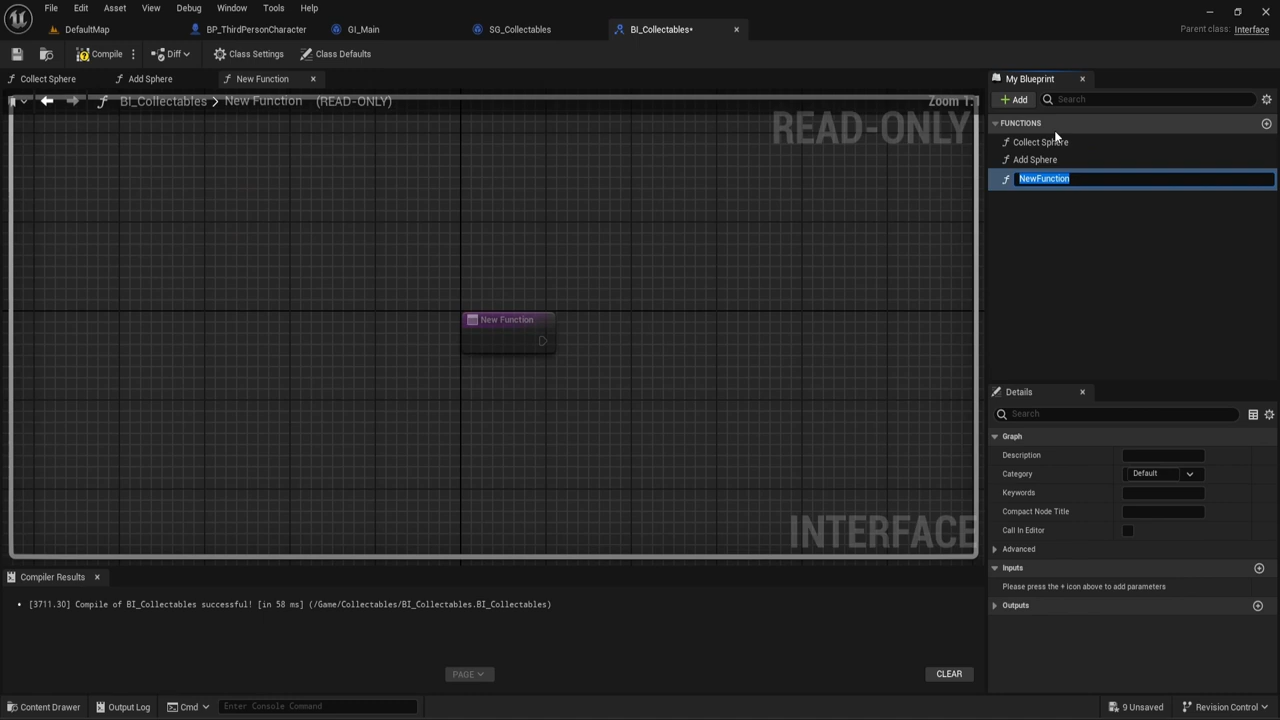 File Edit Asset View Debug Window Tools Help
DefaultMap BP_ThirdPersonCharacter GI_Main SG_Collectables BI_Collectables•
Parent class: Interface
Compile Diff Class Settings Class Defaults
Collect Sphere Add Sphere New Function
BI_Collectables > New Function (READ-ONLY) Zoom 1:1
READ-ONLY
New Function
INTERFACE
My Blueprint
Add Search
FUNCTIONS
Collect Sphere
Add Sphere
NewFunction
Details
Search
Graph
Description
Category Default
Keywords
Compact Node Title
Call In Editor
Advanced
Inputs
Please press the + icon above to add parameters
Outputs
Compiler Results
• [3711.30] Compile of BI_Collectables successful! [in 58 ms] (/Game/Collectables/BI_Collectables.BI_Collectables)
PAGE CLEAR
Content Drawer Output Log Cmd Enter Console Command 9 Unsaved Revision Control